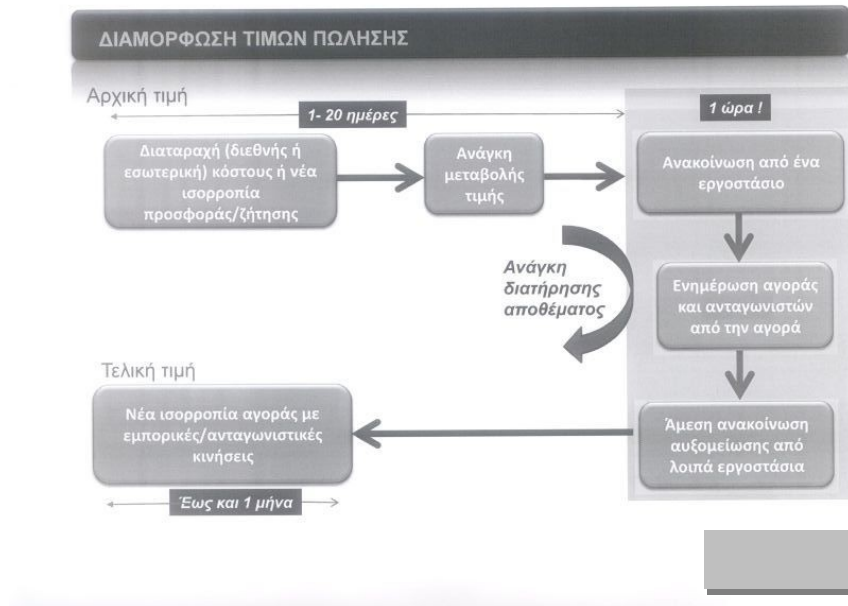 ΔΙΑΜΟΡΦΩΣΗ ΤΙΜΩΝ ΠΩΛΗΣΗΣ
Αρχική τιμή
1- 20 ημέρες
1 ώρα !
Διαταραχή (διεθνής ή
εσωτερική) κόστους ή νέα
ισορροπία
προσφοράς/ζήτησης
Ανάγκη
μεταβολής
τιμής
Ανακοίνωση από ένα
εργοστάσιο
Ανάγκη
διατήρησης
αποθέματος
Ενημέρωση αγοράς
και ανταγωνιστών
από την αγορά
Τελική τιμή
Νέα ισορροπία αγοράς με
εμπορικές/ανταγωνιστικές
κινήσεις
Άμεση ανακοίνωση
αυξομείωσης από
λοιπά εργοστάσια
Έως και 1 μήνα